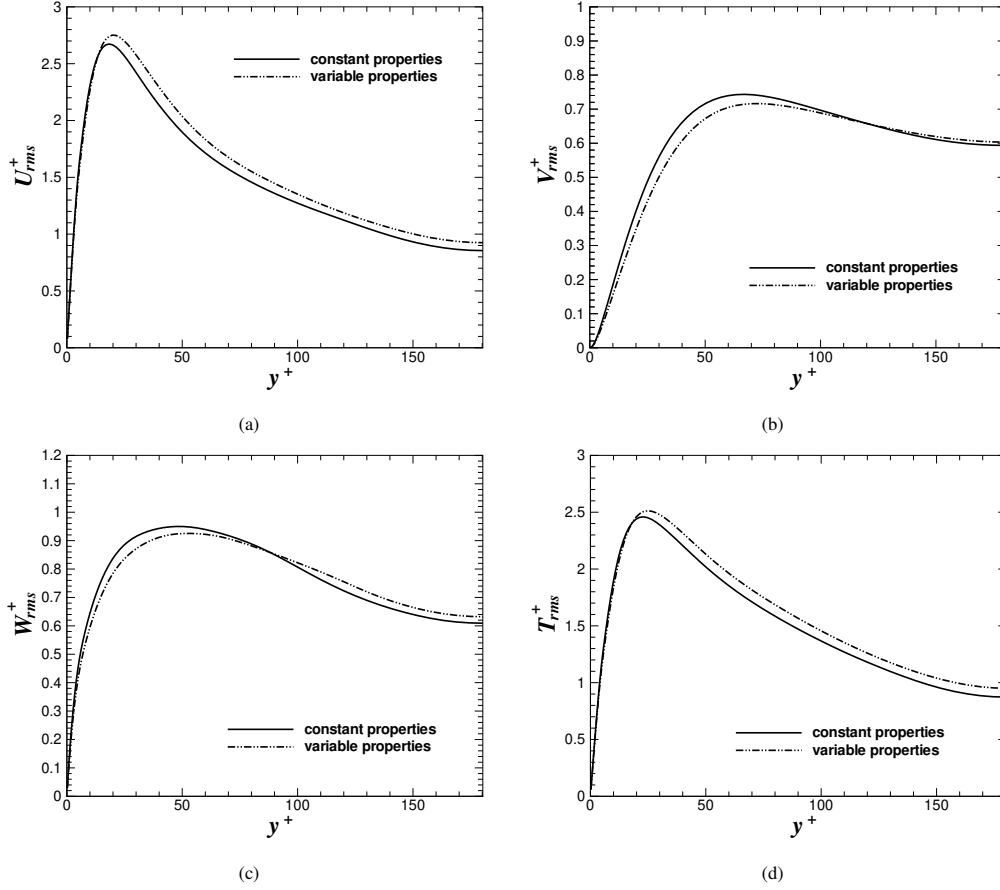 3
2.5
2
1.5
1
0.5
0
U+rms
constant properties
variable properties
0 50 100 150
y+
(a)
1
0.9
0.8
0.7
0.6
0.5
0.4
0.3
0.2
0.1
0
V+rms
constant properties
variable properties
0 50 100 150
y+
(b)
1.2
1.1
1
0.9
0.8
0.7
0.6
0.5
0.4
0.3
0.2
0.1
0
W+rms
constant properties
variable properties
0 50 100 150
y+
(c)
3
2.5
2
1.5
1
0.5
0
T+rms
constant properties
variable properties
0 50 100 150
y+
(d)